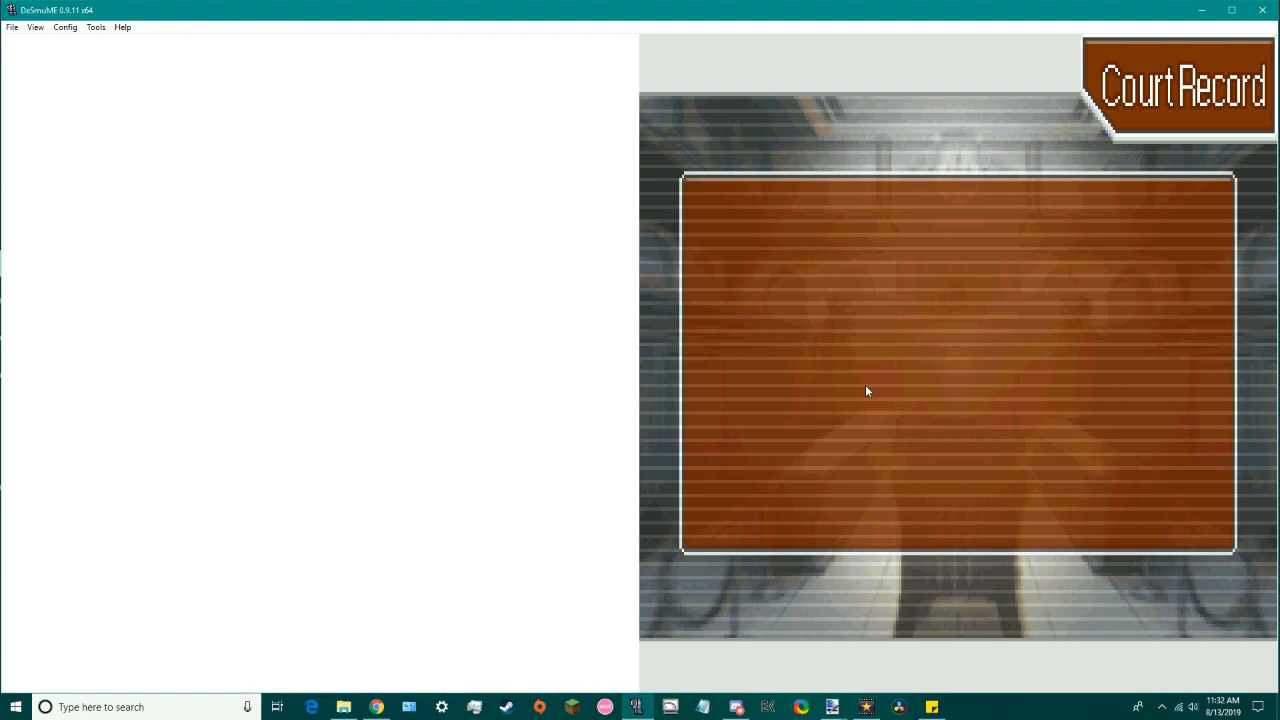 DeSmuME 0.9.11 x64
File View Config Tools Help
Court Record
Type here to search
11:32 AM
8/13/2019